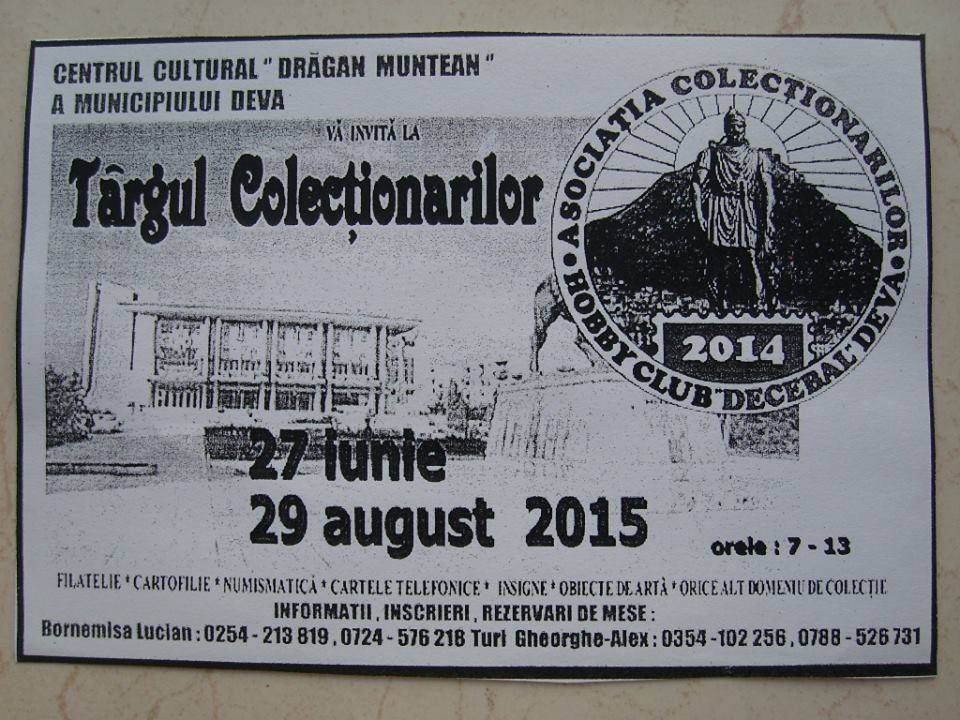 CENTRUL CULTURAL " DRĂGAN MUNTEAN "
A MUNICIPIULUI DEVA
VĂ INVITĂ LA
Târgul Colecționarilor
• ASOCIAȚIA COLECȚIONARILOR •
HOBBY CLUB "DECEBAL" DEVA
2014
27 iunie
29 august 2015
orele : 7 - 13
FILATELIE * CARTOFILIE * NUMISMATICĂ * CARTELE TELEFONICE * INSIGNE * OBIECTE DE ARTĂ * ORICE ALT DOMENIU DE COLECȚIE
INFORMATII , INSCRIERI , REZERVARI DE MESE :
Bornemisa Lucian : 0254 - 213 819 , 0724 - 576 218 Turi Gheorghe-Alex : 0354 -102 256 , 0788 - 526 731